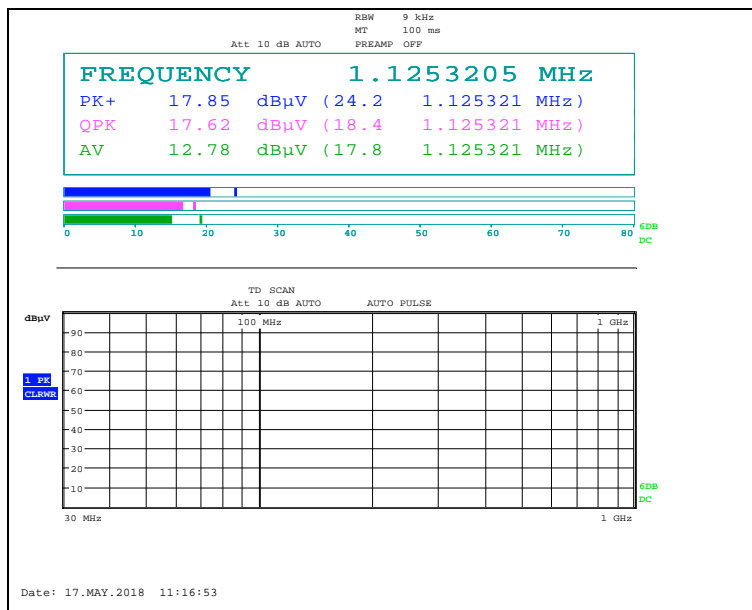 RBW 9 kHz
MT 100 ms
Att 10 dB AUTO PREAMP OFF
FREQUENCY 1.1253205 MHz
PK+ 17.85 dBµV (24.2 1.125321 MHz)
QPK 17.62 dBµV (18.4 1.125321 MHz)
AV 12.78 dBµV (17.8 1.125321 MHz)
0 10 20 30 40 50 60 70 80
6DB
DC
TD SCAN
Att 10 dB AUTO AUTO PULSE
dBµV
100 MHz 1 GHz
90
80
70
1 PK
CLRWR
60
50
40
30
20
10
6DB
DC
30 MHz 1 GHz
Date: 17.MAY.2018 11:16:53